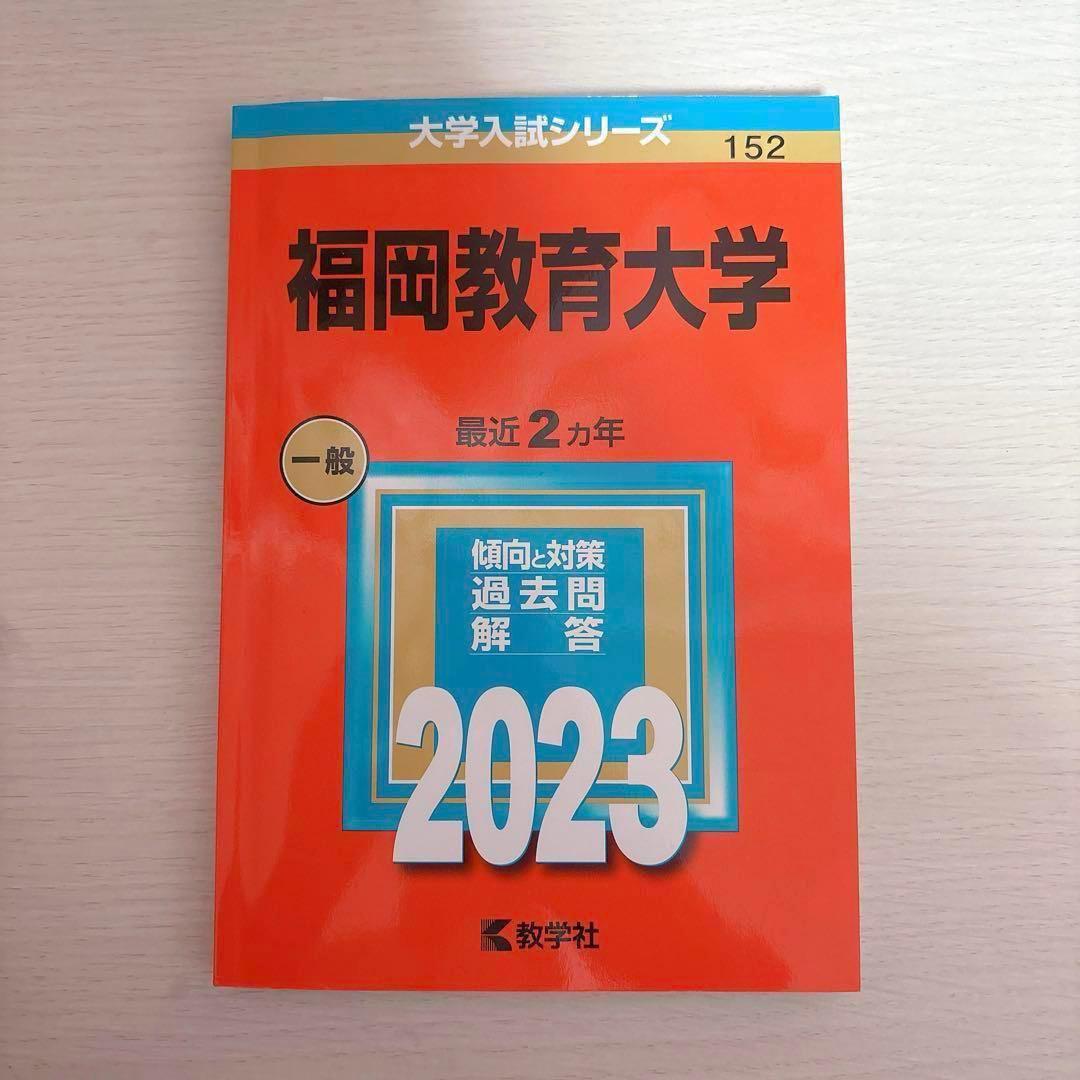 大学入試シリーズ
152
福岡教育大学
最近2ヵ年
一般
傾向と対策
過去問
解答
2023
教学社